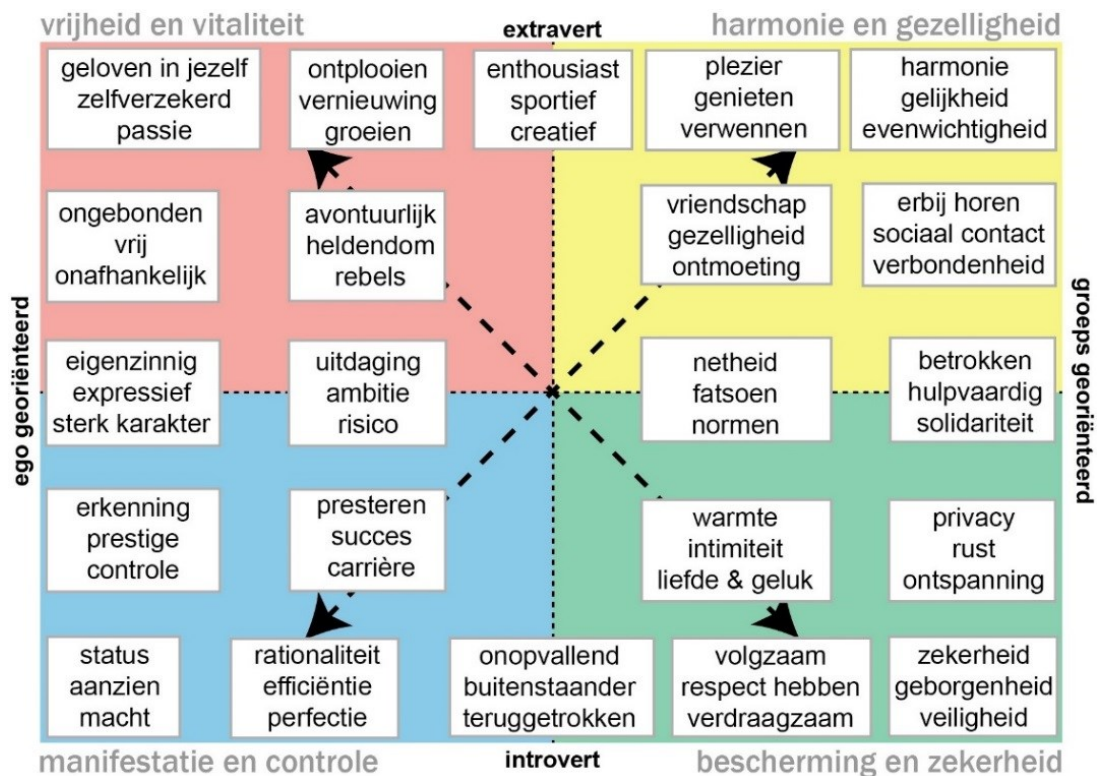 vrijheid en vitaliteit
extravert
harmonie en gezelligheid
geloven in jezelf
zelfverzekerd
passie
ontplooien
vernieuwing
groeien
enthousiast
sportief
creatief
plezier
genieten
verwennen
harmonie
gelijkheid
evenwichtigheid
ongebonden
vrij
onafhankelijk
avontuurlijk
heldendom
rebels
vriendschap
gezelligheid
ontmoeting
erbij horen
sociaal contact
verbondenheid
ego georiënteerd
groeps georiënteerd
eigenzinnig
expressief
sterk karakter
uitdaging
ambitie
risico
netheid
fatsoen
normen
betrokken
hulpvaardig
solidariteit
erkenning
prestige
controle
presteren
succes
carrière
warmte
intimiteit
liefde & geluk
privacy
rust
ontspanning
status
aanzien
macht
rationaliteit
efficiëntie
perfectie
onopvallend
buitenstaander
teruggetrokken
volgzaam
respect hebben
verdraagzaam
zekerheid
geborgenheid
veiligheid
manifestatie en controle
introvert
bescherming en zekerheid